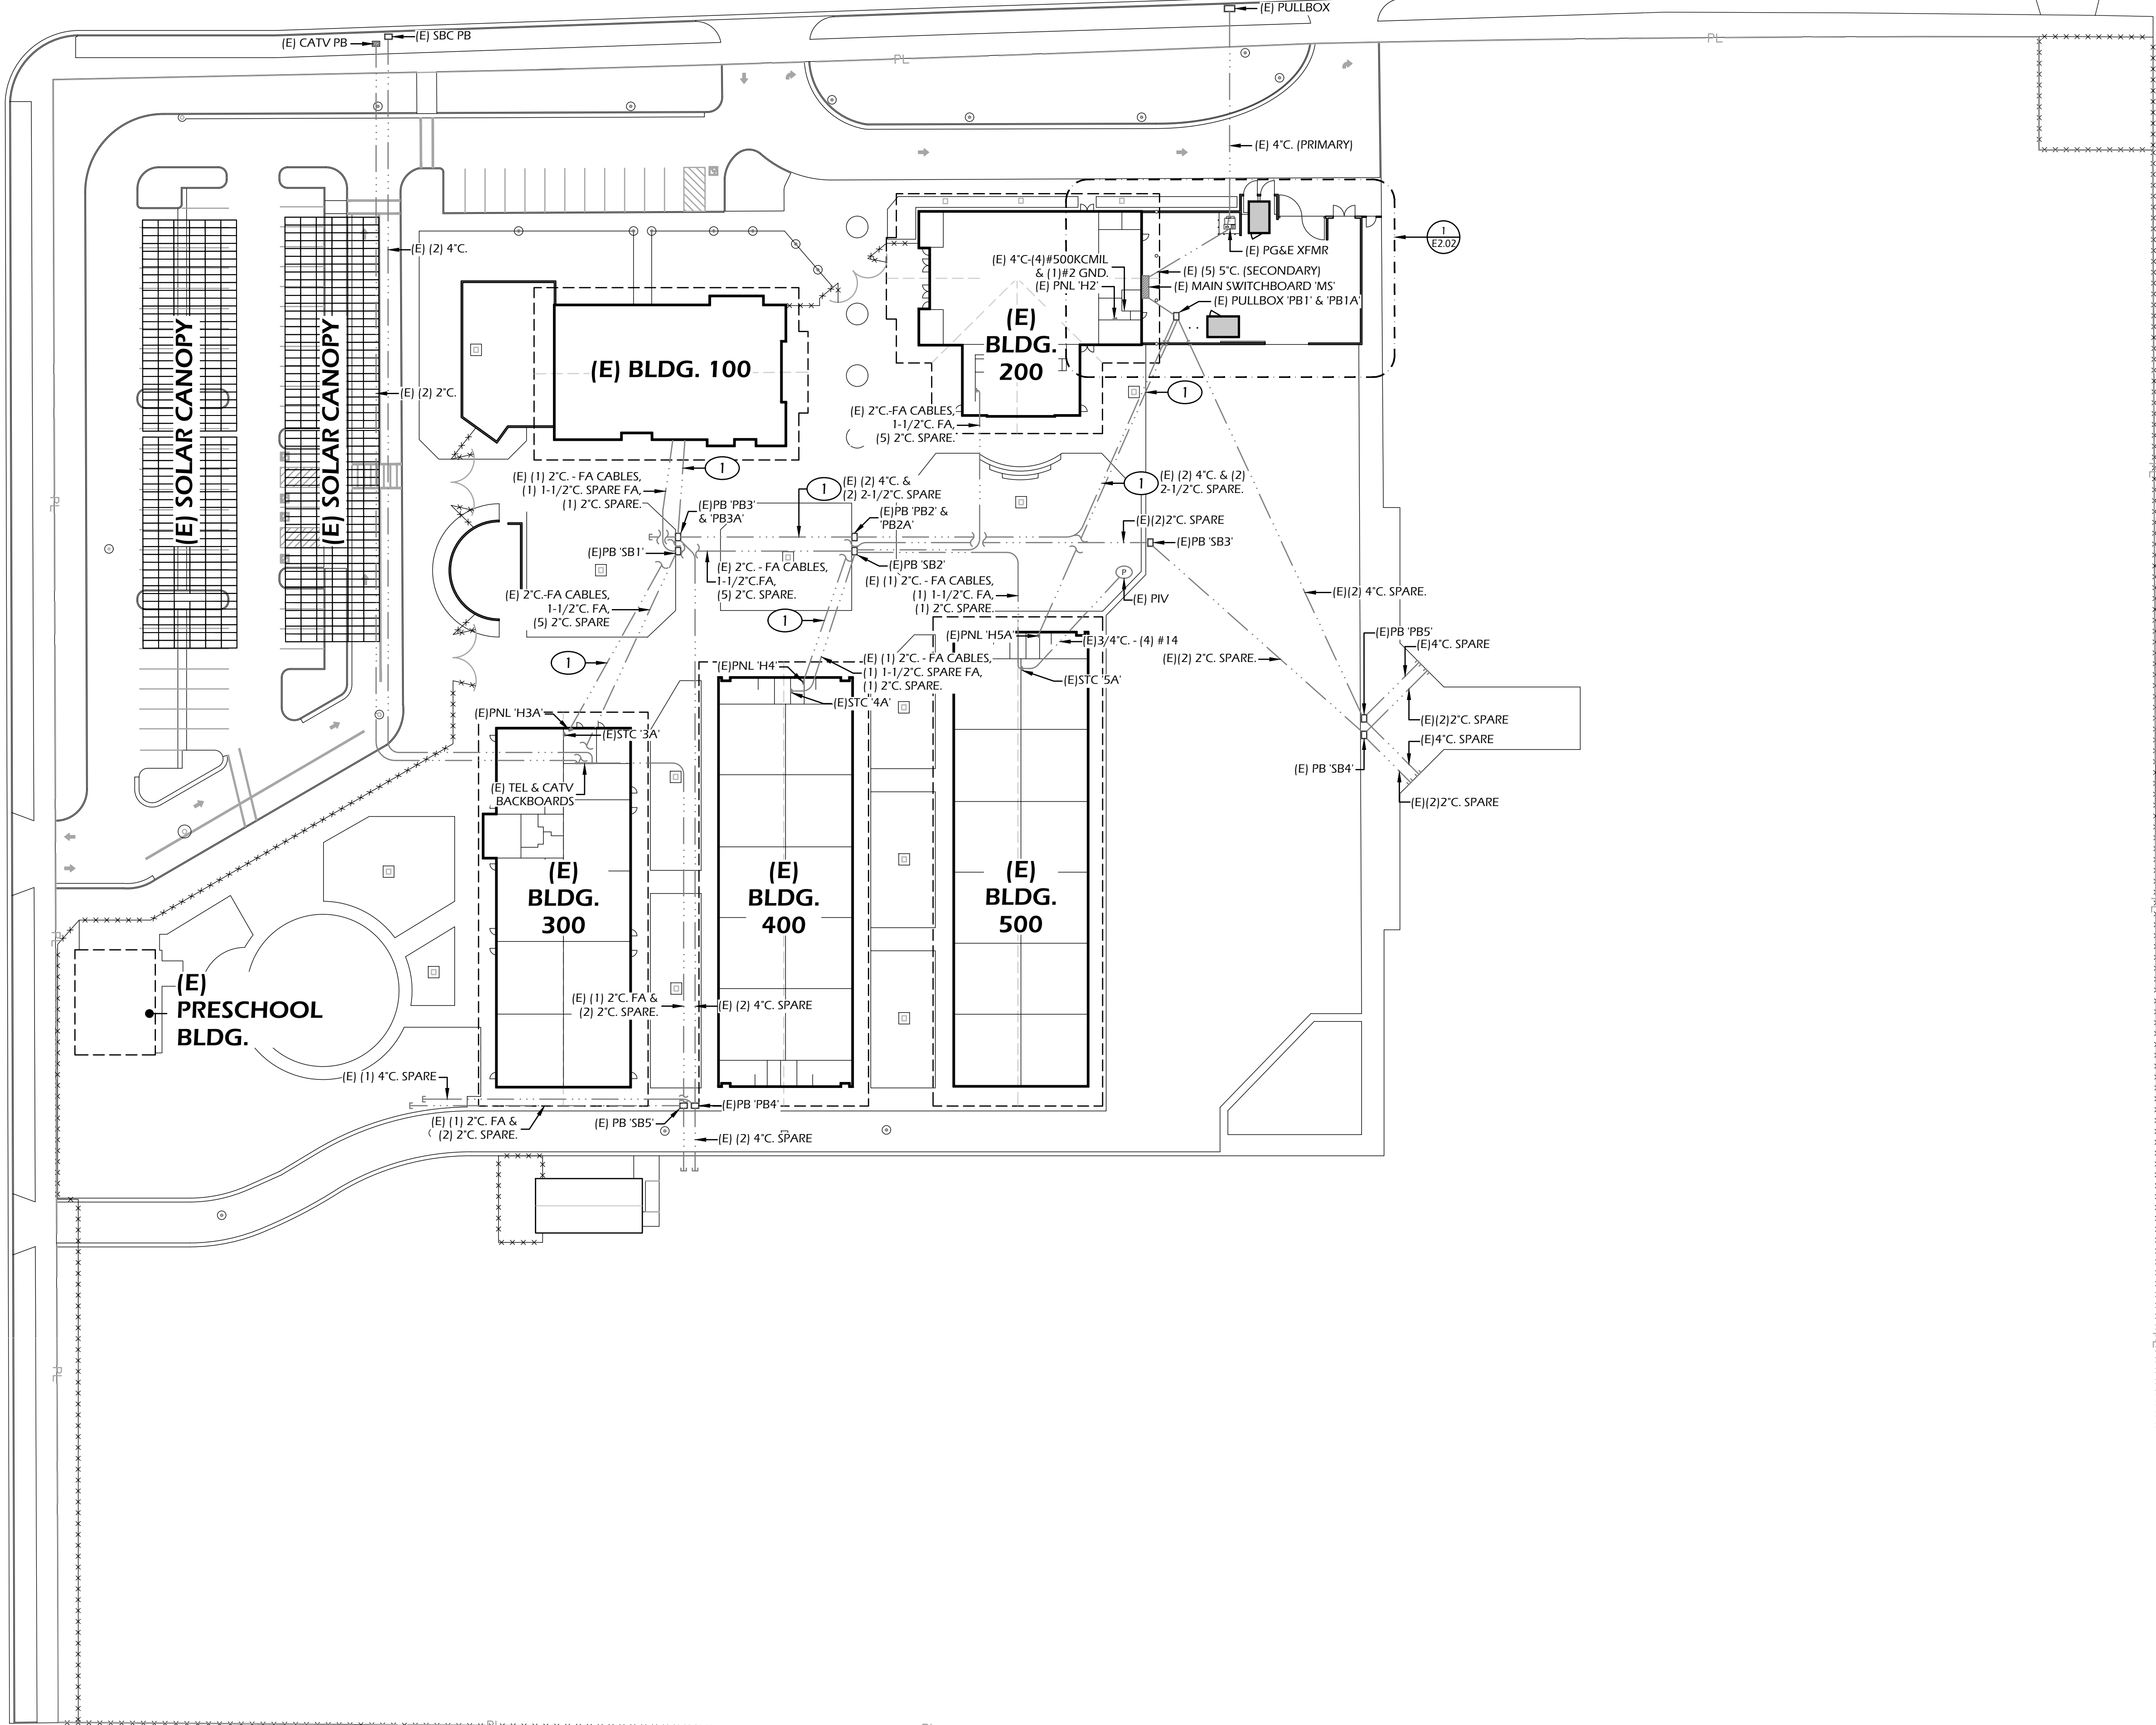 (E) PULLBOX
(E) CATV PB
(E) SBC PB
PL
PL
(E) 4"C. (PRIMARY)
(E) (2) 4"C.
1
E2.02
(E) PG&E XFMR
(E) 4"C-(4)#500KCMIL
& (1)#2 GND.
(E) PNL 'H2'
(E) (5) 5"C. (SECONDARY)
(E) MAIN SWITCHBOARD 'MS'
(E) PULLBOX 'PB1' & 'PB1A'
(E) SOLAR CANOPY
(E) SOLAR CANOPY
(E) BLDG. 100
(E)
BLDG.
200
(E) (2) 2"C.
1
(E) 2"C.-FA CABLES,
1-1/2"C. FA,
(5) 2"C. SPARE.
1
(E) (1) 2"C. - FA CABLES,
(1) 1-1/2"C. SPARE FA,
(1) 2"C. SPARE.
1
(E) (2) 4"C. &
(2) 2-1/2"C. SPARE
1
(E) (2) 4"C. & (2)
2-1/2"C. SPARE.
(E)PB 'PB3'
& 'PB3A'
(E)PB 'PB2' &
'PB2A'
(E)(2)2"C. SPARE
PL
PL
(E)PB 'SB1'
(E)PB 'SB2'
(E)PB 'SB3'
(E) 2"C. - FA CABLES,
1-1/2"C.FA,
(5) 2"C. SPARE.
(E) (1) 2"C. - FA CABLES,
(1) 1-1/2"C. FA,
(1) 2"C. SPARE.
P
(E) PIV
(E) 2"C.-FA CABLES,
1-1/2"C. FA,
(5) 2"C. SPARE
1
(E)(2) 4"C. SPARE.
1
(E)PNL 'H5A'
(E)3/4"C. - (4) #14
(E)PB 'PB5'
(E)4"C. SPARE
(E)(2) 2"C. SPARE.
(E)PNL 'H4'
(E) (1) 2"C. - FA CABLES,
(1) 1-1/2"C. SPARE FA,
(1) 2"C. SPARE.
(E)STC '5A'
(E)STC '4A'
(E)PNL 'H3A'
(E)STC '3A'
(E)(2)2"C. SPARE
(E)4"C. SPARE
(E) PB 'SB4'
(E)(2)2"C. SPARE
(E) TEL & CATV
BACKBOARDS
(E)
BLDG.
300
(E)
BLDG.
400
(E)
BLDG.
500
PL
PL
(E)
PRESCHOOL
BLDG.
(E) (1) 2"C. FA &
(2) 2"C. SPARE.
(E) (2) 4"C. SPARE
(E) (1) 4"C. SPARE
(E)PB 'PB4'
(E) (1) 2"C. FA &
(2) 2"C. SPARE.
(E) PB 'SB5'
(E) (2) 4"C. SPARE
PL
PL
PL